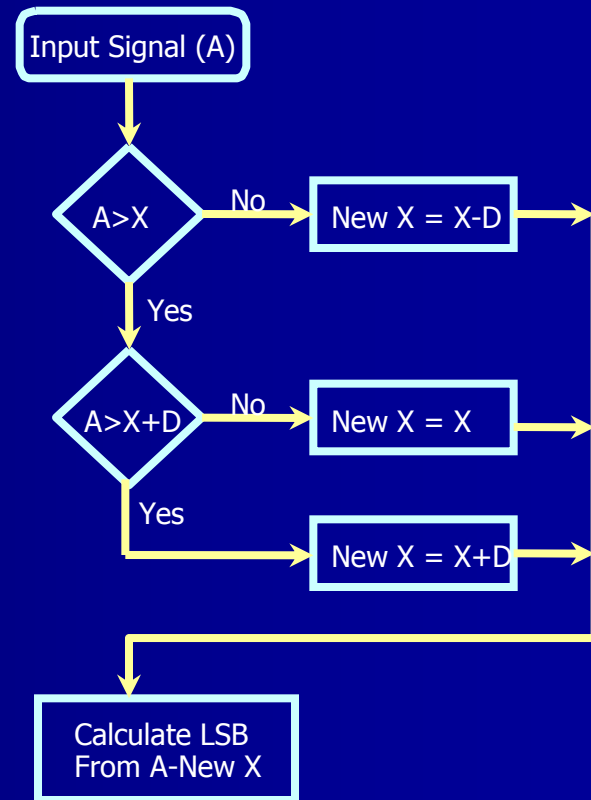 Input Signal (A)
A>X
No
New X = X-D
Yes
A>X+D
No
New X = X
Yes
New X = X+D
Calculate LSB
From A-New X